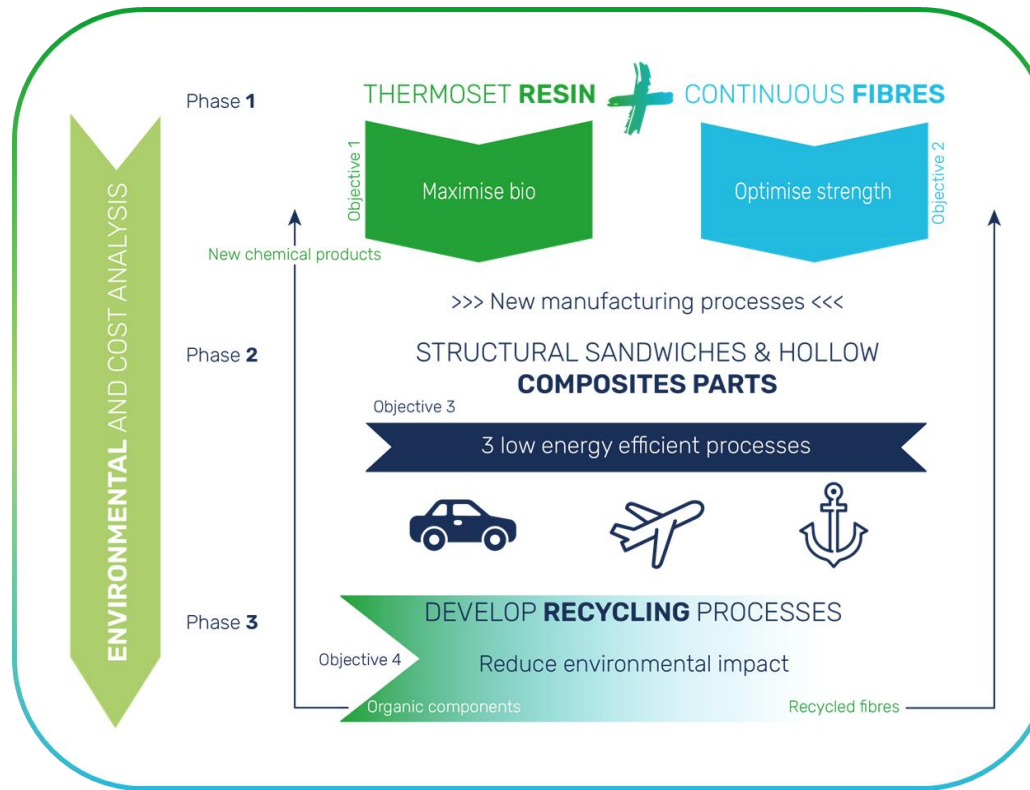 Phase 1
THERMOSET RESIN
CONTINUOUS FIBRES
Objective 1
Maximise bio
Optimise strength
Objective 2
New chemical products
>>> New manufacturing processes <<<
ENVIRONMENTAL AND COST ANALYSIS
Phase 2
STRUCTURAL SANDWICHES & HOLLOW
COMPOSITES PARTS
Objective 3
3 low energy efficient processes
Phase 3
DEVELOP RECYCLING PROCESSES
Objective 4
Reduce environmental impact
Organic components
Recycled fibres